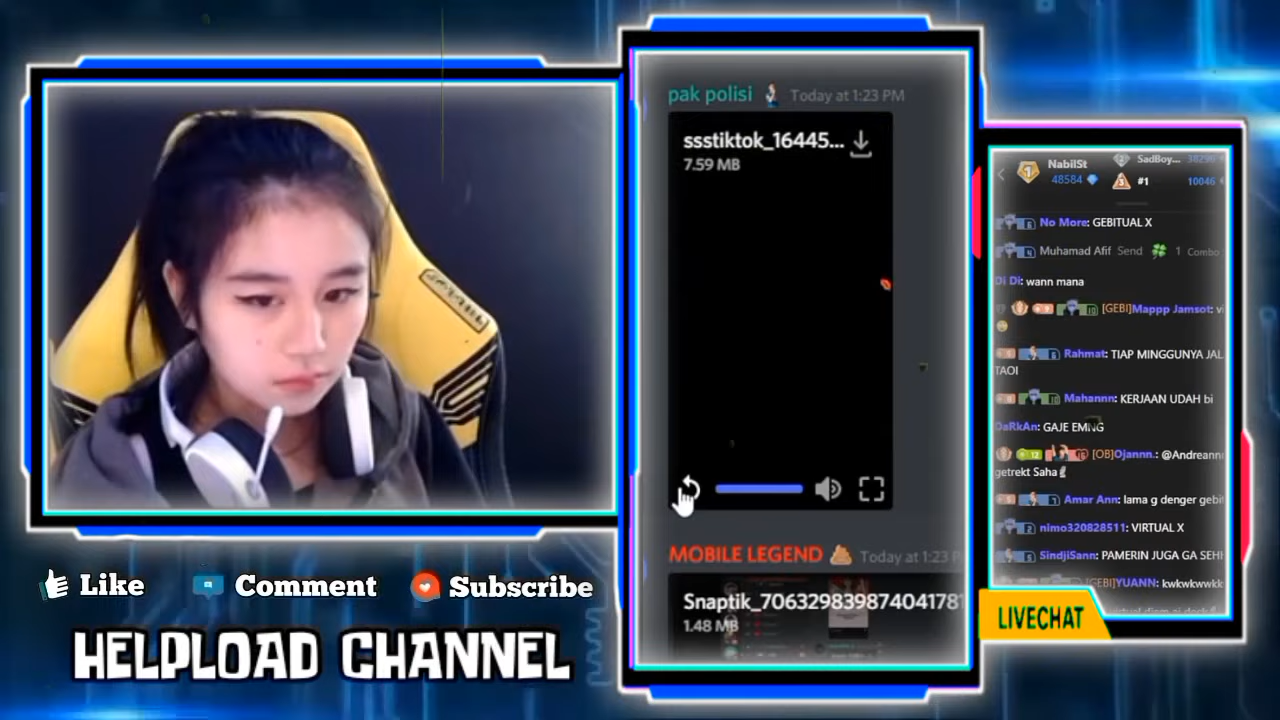 pak polisi Today at 1:23 PM
ssstiktok_16445...
7.59 MB
MOBILE LEGEND Today at 1:23 P
Snaptik_706329839874041781
1.48 MB
NabilSt SadBoy...
48584 #1 10046
No More: GEBITUAL X
Muhamad Afif Send 1 Combo
Di Di: wann mana
[GEBI]Mappp Jamsot:
Rahmat: TIAP MINGGUNYA JAL
TAOI
Mahannn: KERJAAN UDAH bi
DaRkAn: GAJE EMNG
[OB]Ojannn.: @Andreann
getrekt Saha
Amar Ann: lama g denger gebi
nimo320828511: VIRTUAL X
SindjiSann: PAMERIN JUGA GA SEH
[GEBI]YUANN: kwkwkwwkk
LIVECHAT
Like Comment Subscribe
HELPLOAD CHANNEL